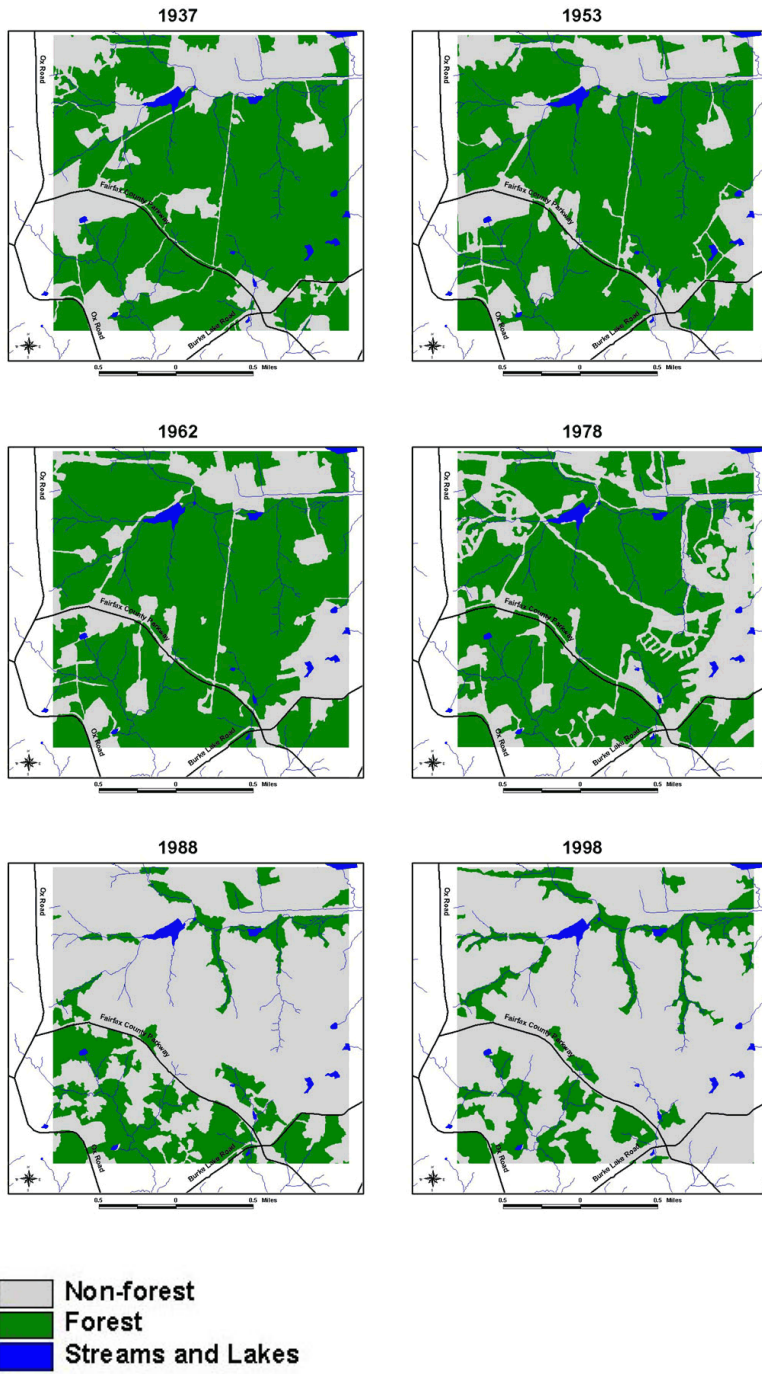 1937
1953
Ox Road
Fairfax County Parkway
Ox Road
Burke Lake Road
0.5 0 0.5 Miles
Ox Road
Fairfax County Parkway
Ox Road
Burke Lake Road
0.5 0 0.5 Miles
1962
1978
Ox Road
Fairfax County Parkway
Ox Road
Burke Lake Road
0.5 0 0.5 Miles
Ox Road
Fairfax County Parkway
Ox Road
Burke Lake Road
0.5 0 0.5 Miles
1988
1998
Ox Road
Fairfax County Parkway
Ox Road
Burke Lake Road
0.5 0 0.5 Miles
Ox Road
Fairfax County Parkway
Ox Road
Burke Lake Road
0.5 0 0.5 Miles
Non-forest
Forest
Streams and Lakes